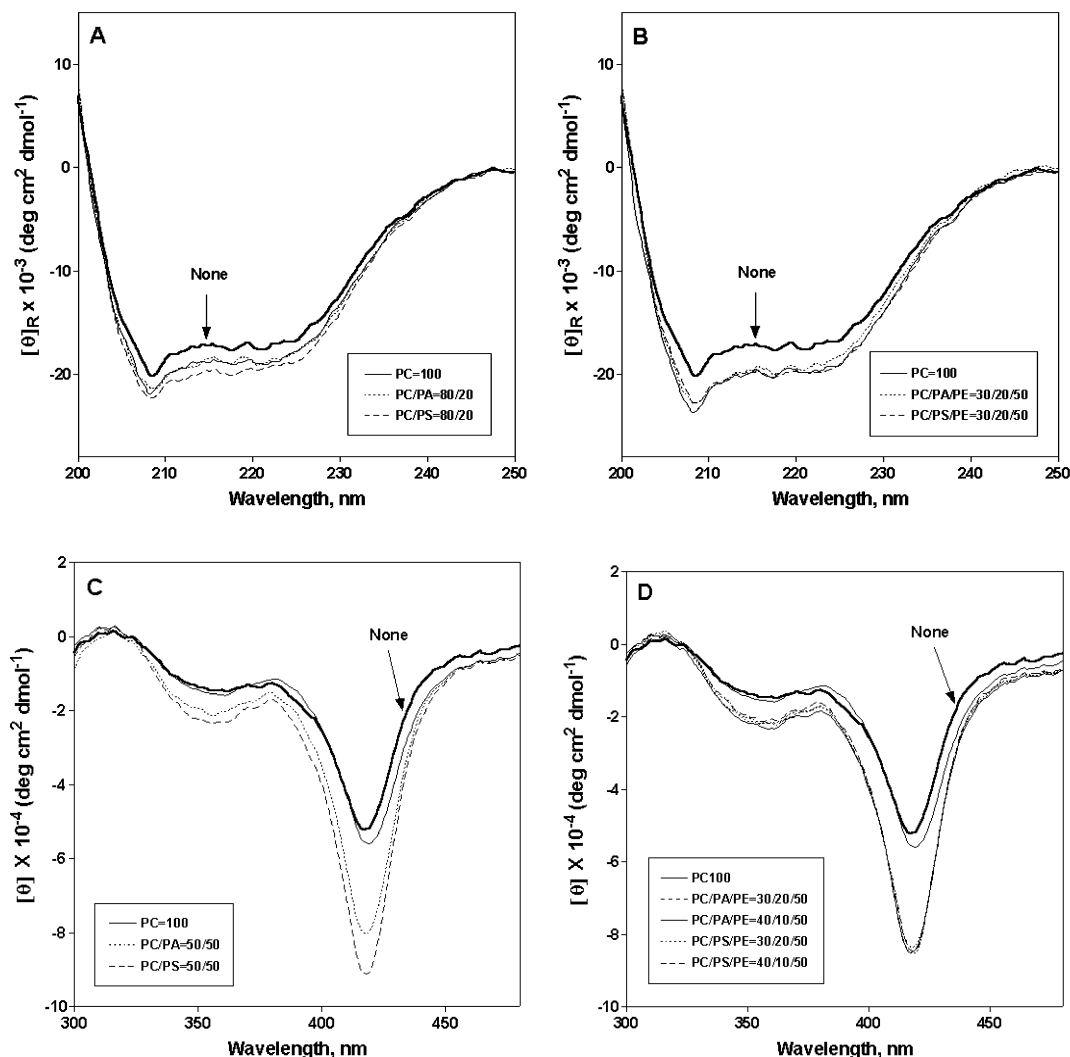 A
10
0
-10
-20
[θ]R x 10-3 (deg cm2 dmol-1)
None
PC=100
PC/PA=80/20
PC/PS=80/20
200 210 220 230 240 250
Wavelength, nm
B
10
0
-10
-20
[θ]R x 10-3 (deg cm2 dmol-1)
None
PC=100
PC/PA/PE=30/20/50
PC/PS/PE=30/20/50
200 210 220 230 240 250
Wavelength, nm
C
2
0
-2
-4
-6
-8
-10
[θ] X 10-4 (deg cm2 dmol-1)
None
PC=100
PC/PA=50/50
PC/PS=50/50
300 350 400 450
Wavelength, nm
D
2
0
-2
-4
-6
-8
-10
[θ] X 10-4 (deg cm2 dmol-1)
None
PC100
PC/PA/PE=30/20/50
PC/PA/PE=40/10/50
PC/PS/PE=30/20/50
PC/PS/PE=40/10/50
300 350 400 450
Wavelength, nm